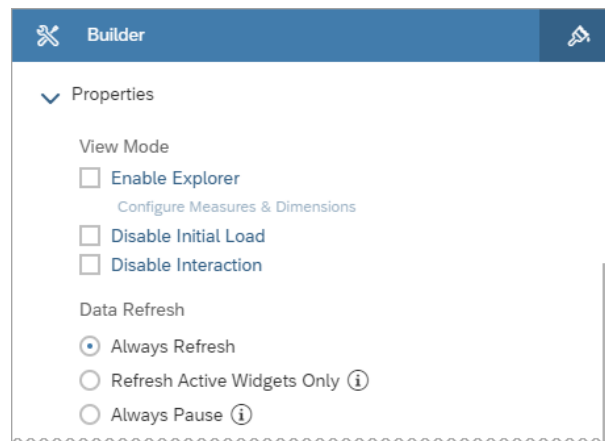 Builder
Properties
View Mode
Enable Explorer
Configure Measures & Dimensions
Disable Initial Load
Disable Interaction
Data Refresh
Always Refresh
Refresh Active Widgets Only
Always Pause